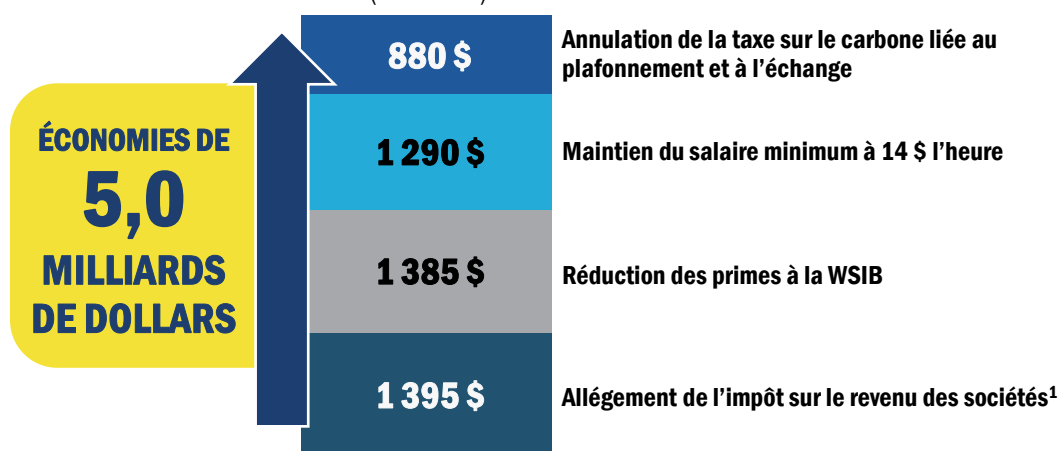 880 $
Annulation de la taxe sur le carbone liée au
plafonnement et à l’échange
ÉCONOMIES DE
5,0
MILLIARDS
DE DOLLARS
1 290 $
Maintien du salaire minimum à 14 $ l’heure
1 385 $
Réduction des primes à la WSIB
1 395 $
Allégement de l’impôt sur le revenu des sociétés¹